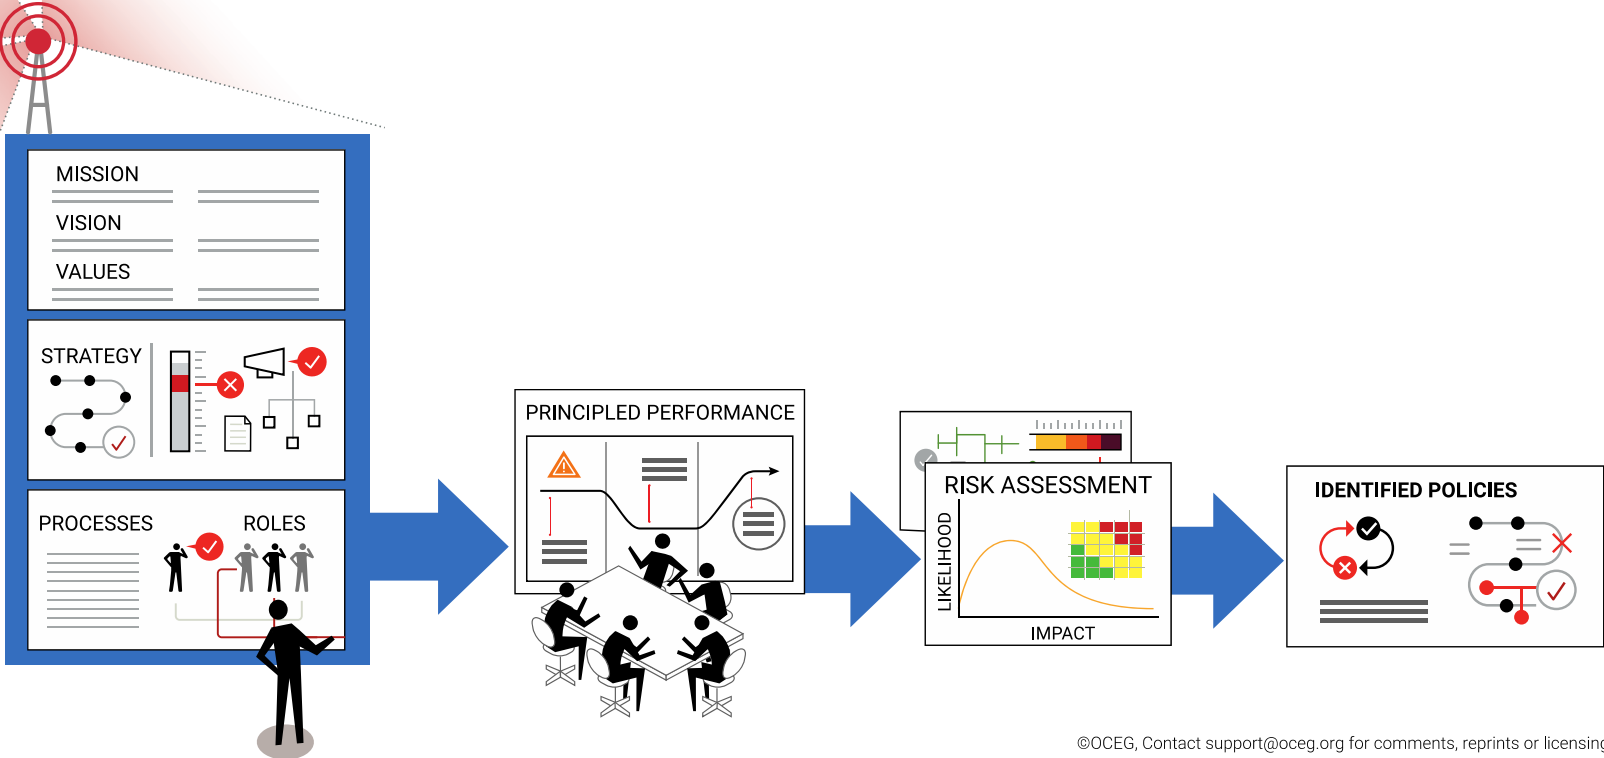 MISSION
VISION
VALUES
STRATEGY
PROCESSES
ROLES
PRINCIPLED PERFORMANCE
RISK ASSESSMENT
LIKELIHOOD
IMPACT
IDENTIFIED POLICIES
©OCEG, Contact support@oceg.org for comments, reprints or licensing